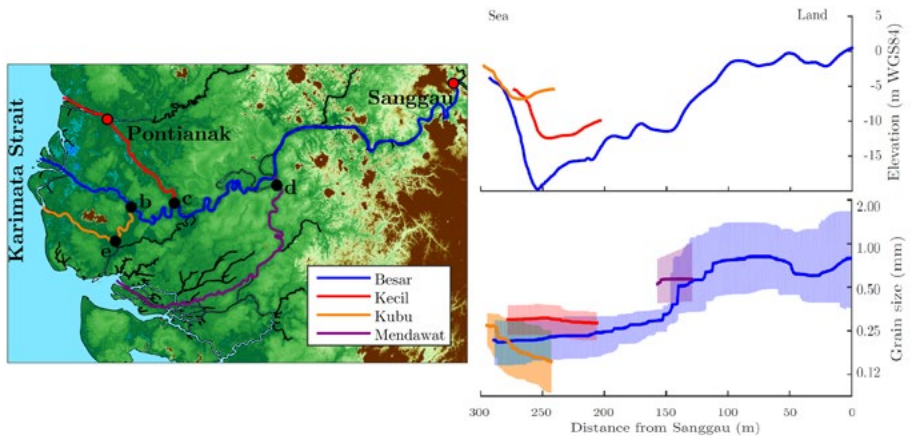 Karimata Strait
Pontianak
Sanggau
b
c
d
e
Besar
Kecil
Kubu
Mendawat
Sea
Land
5
0
-5
-10
-15
Elevation (m WGS84)
2.00
1.00
0.50
0.25
0.12
Grain size (mm)
300
250
200
150
100
50
0
Distance from Sanggau (m)